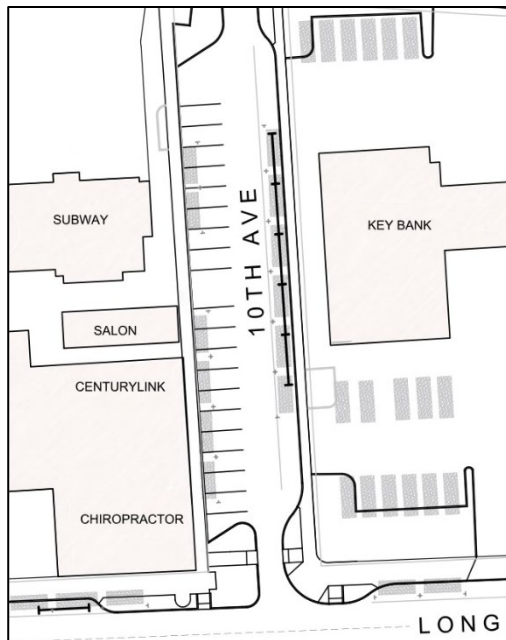 SUBWAY
KEY BANK
10TH AVE
SALON
CENTURYLINK
CHIROPRACTOR
LONG